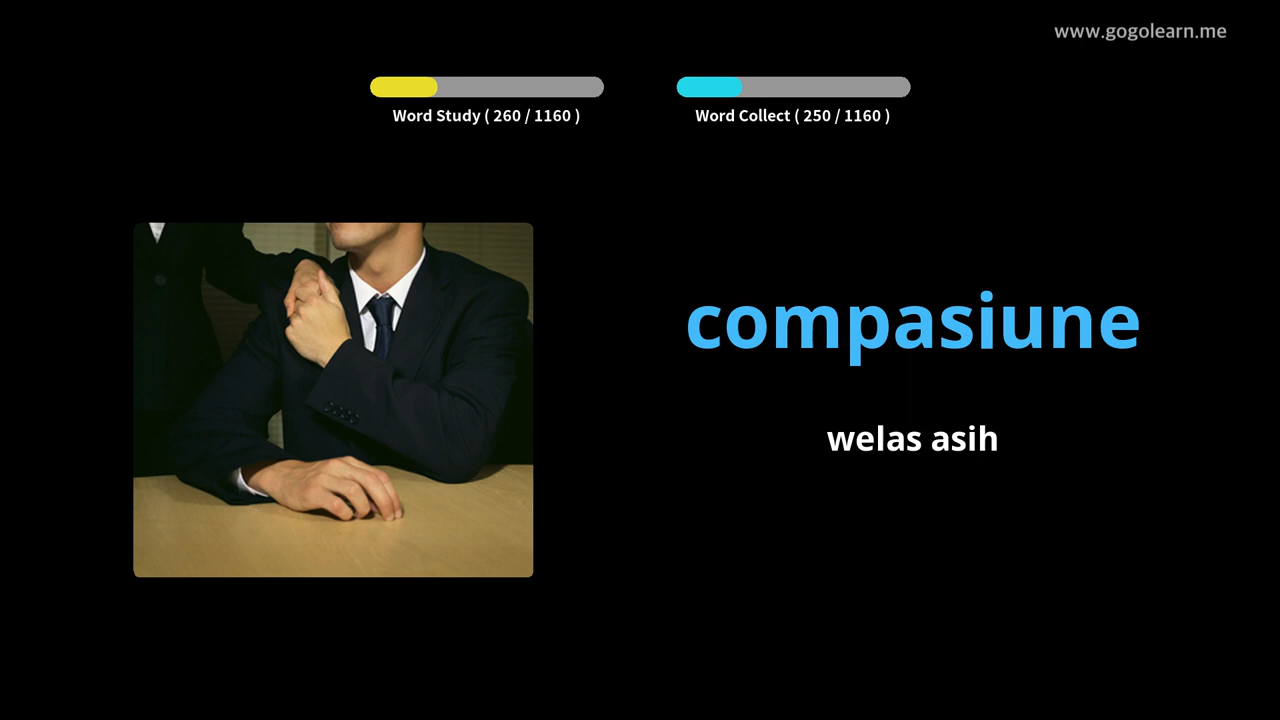 www.gogolearn.me
Word Study ( 260 / 1160 )
Word Collect ( 250 / 1160 )
compasiune
welas asih